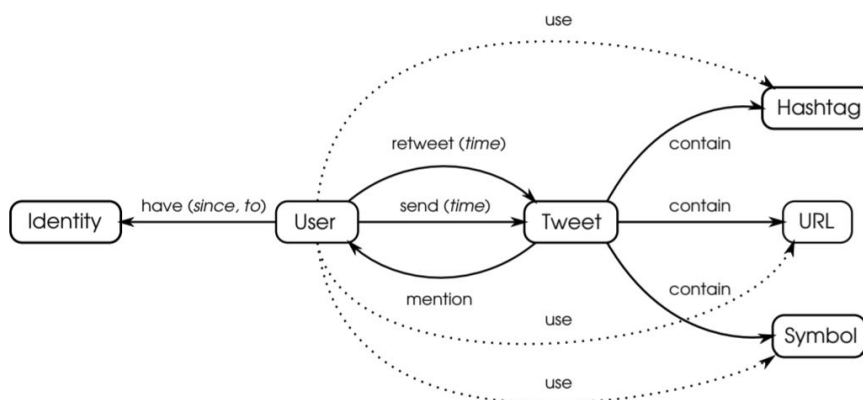 use
Hashtag
retweet (time)
contain
have (since, to)
send (time)
contain
Identity
User
Tweet
URL
mention
contain
use
Symbol
use